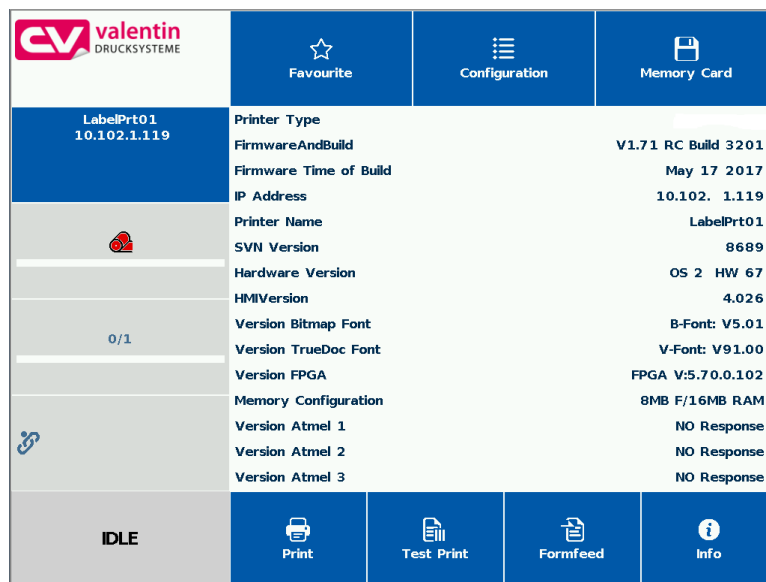 CV valentin
DRUCKSYSTEME
Favourite
Configuration
Memory Card
LabelPrt01
10.102.1.119
Printer Type
FirmwareAndBuild V1.71 RC Build 3201
Firmware Time of Build May 17 2017
IP Address 10.102. 1.119
Printer Name LabelPrt01
SVN Version 8689
Hardware Version OS 2 HW 67
HMIVersion 4.026
Version Bitmap Font B-Font: V5.01
Version TrueDoc Font V-Font: V91.00
Version FPGA FPGA V:5.70.0.102
Memory Configuration 8MB F/16MB RAM
Version Atmel 1 NO Response
Version Atmel 2 NO Response
Version Atmel 3 NO Response
0/1
IDLE
Print
Test Print
Formfeed
Info